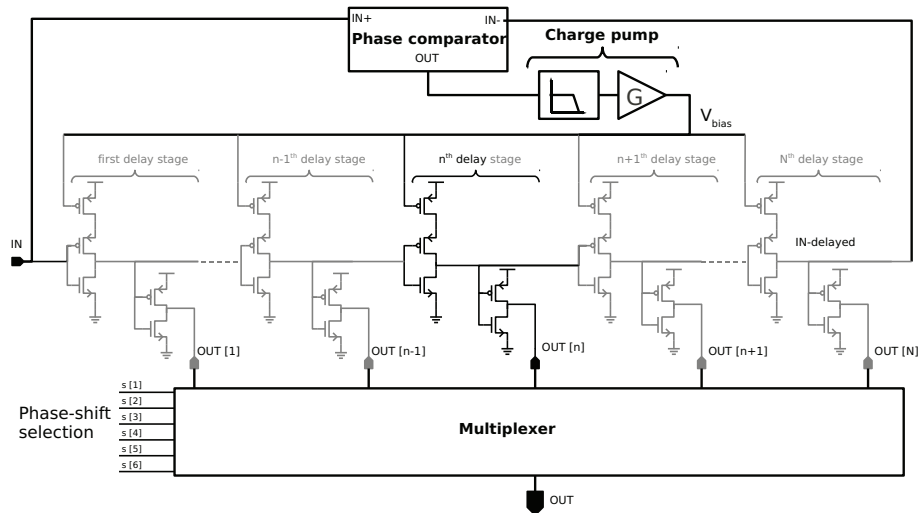 IN+
IN-
Phase comparator
OUT
Charge pump
G
Vbias
first delay stage
n-1th delay stage
nth delay stage
n+1th delay stage
Nth delay stage
IN
IN-delayed
OUT [1]
OUT [n-1]
OUT [n]
OUT [n+1]
OUT [N]
Phase-shift
selection
s [1]
s [2]
s [3]
s [4]
s [5]
s [6]
Multiplexer
OUT